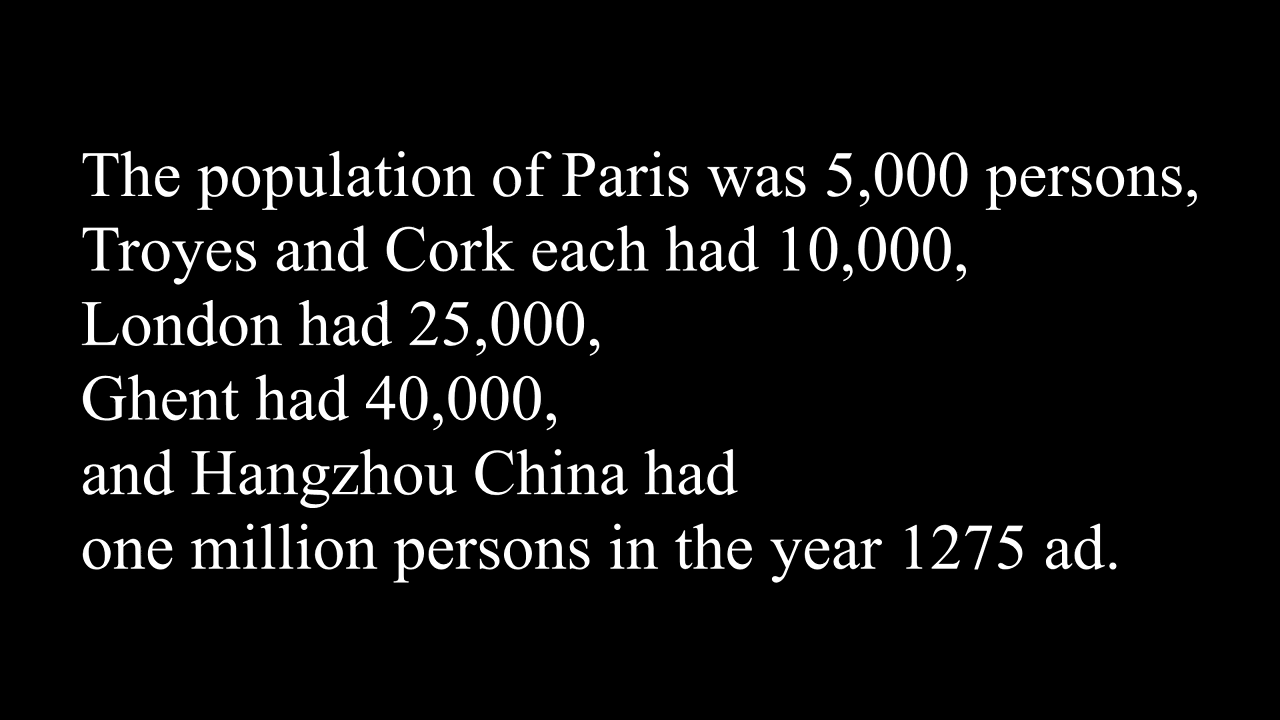 The population of Paris was 5,000 persons,
Troyes and Cork each had 10,000,
London had 25,000,
Ghent had 40,000,
and Hangzhou China had
one million persons in the year 1275 ad.